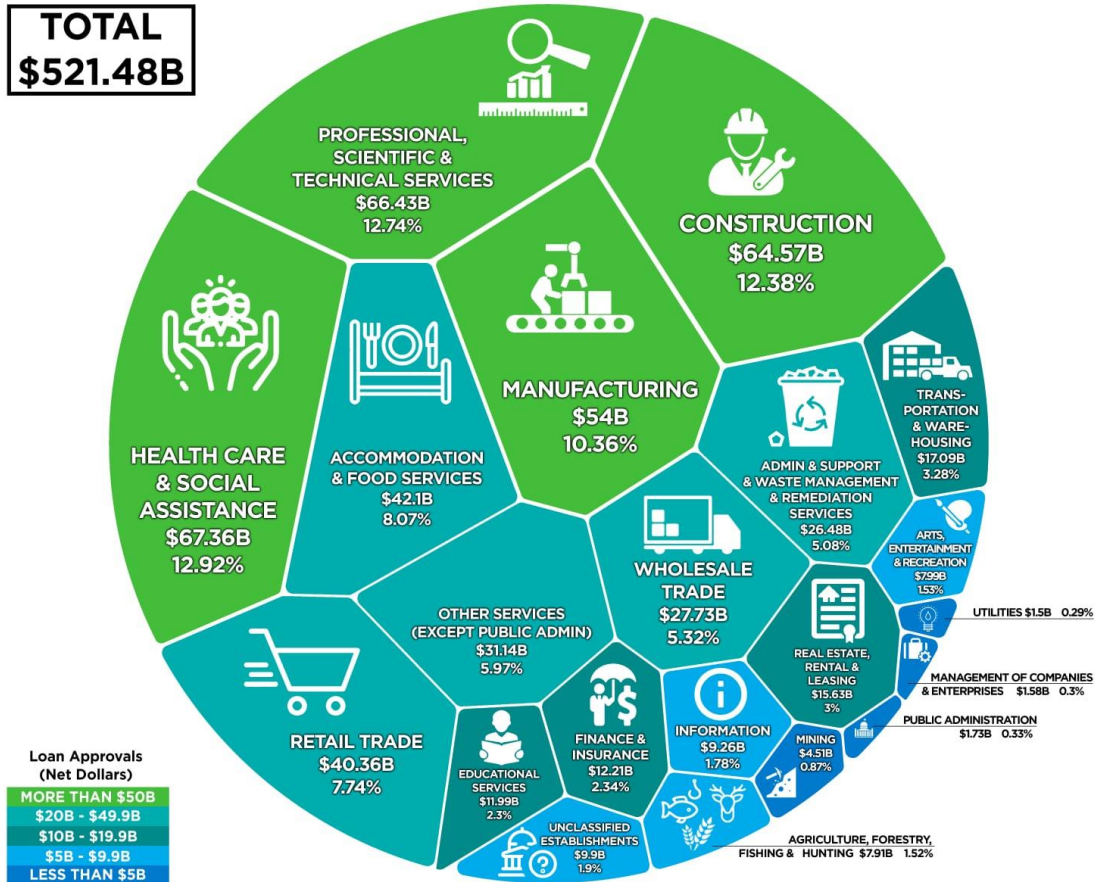 TOTAL
$521.48B
PROFESSIONAL,
SCIENTIFIC &
TECHNICAL SERVICES
$66.43B
12.74%
CONSTRUCTION
$64.57B
12.38%
MANUFACTURING
$54B
10.36%
HEALTH CARE
& SOCIAL
ASSISTANCE
$67.36B
12.92%
ACCOMMODATION
& FOOD SERVICES
$42.1B
8.07%
TRANS-
PORTATION
& WARE-
HOUSING
$17.09B
3.28%
ADMIN & SUPPORT
& WASTE MANAGEMENT
& REMEDIATION
SERVICES
$26.48B
5.08%
ARTS,
ENTERTAINMENT
& RECREATION
$7.99B
1.53%
WHOLESALE
TRADE
$27.73B
5.32%
OTHER SERVICES
(EXCEPT PUBLIC ADMIN)
$31.14B
5.97%
UTILITIES $1.5B 0.29%
REAL ESTATE,
RENTAL &
LEASING
$15.63B
3%
MANAGEMENT OF COMPANIES
& ENTERPRISES $1.58B 0.3%
PUBLIC ADMINISTRATION
$1.73B 0.33%
RETAIL TRADE
$40.36B
7.74%
FINANCE &
INSURANCE
$12.21B
2.34%
INFORMATION
$9.26B
1.78%
MINING
$4.51B
0.87%
EDUCATIONAL
SERVICES
$11.99B
2.3%
UNCLASSIFIED
ESTABLISHMENTS
$9.9B
1.9%
AGRICULTURE, FORESTRY,
FISHING & HUNTING $7.91B 1.52%
Loan Approvals
(Net Dollars)
MORE THAN $50B
$20B - $49.9B
$10B - $19.9B
$5B - $9.9B
LESS THAN $5B